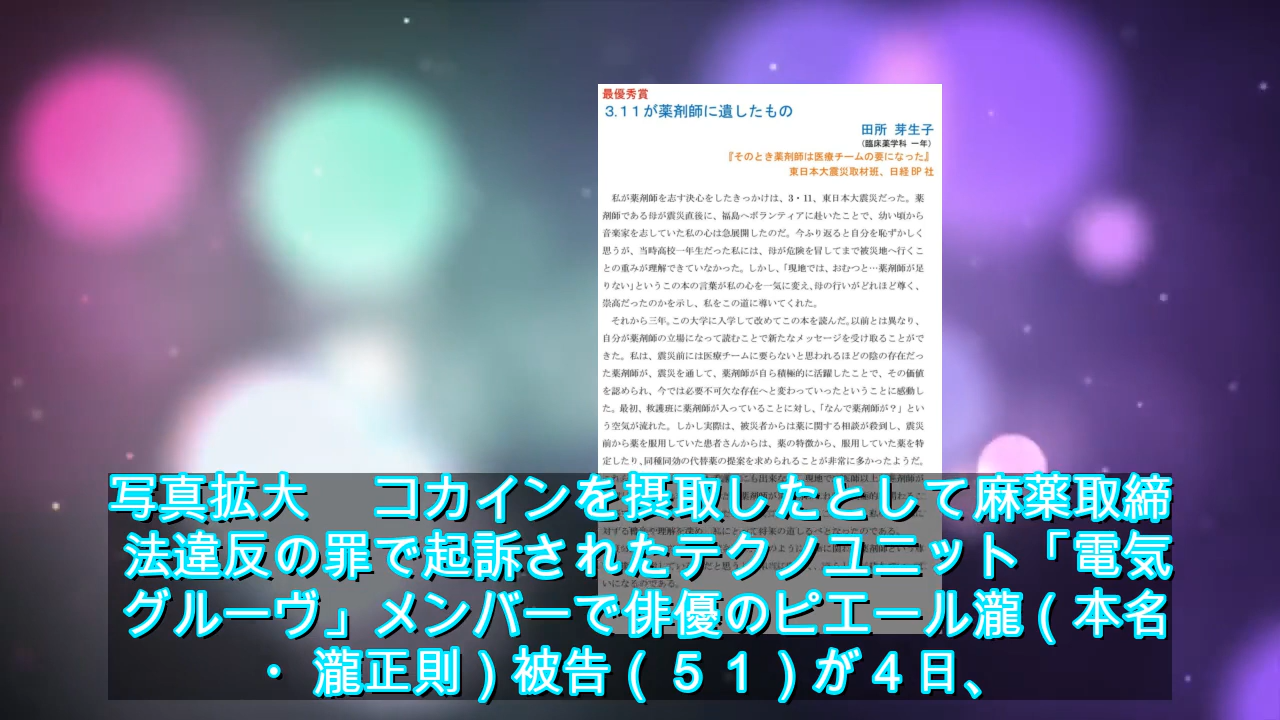 最優秀賞
3.11が薬剤師に遺したもの
田所 芽生子
(臨床薬学科 一年)
『そのとき薬剤師は医療チームの要になった』
東日本大震災取材班、日経BP社
私が薬剤師を志す決心をしたきっかけは、3・11、東日本大震災だった。薬
剤師である母が震災直後に、福島へボランティアに赴いたことで、幼い頃から
音楽家を志していた私の心は急展開したのだ。今ふり返ると自分を恥ずかしく
思うが、当時高校一年生だった私には、母が危険を冒してまで被災地へ行くこ
との重みが理解できていなかった。しかし、「現地では、おむつと…薬剤師が足
りない」というこの本の言葉が私の心を一気に変え、母の行いがどれほど尊く、
崇高だったのかを示し、私をこの道に導いてくれた。
それから三年。この大学に入学して改めてこの本を読んだ。以前とは異なり、
自分が薬剤師の立場になって読むことで新たなメッセージを受け取ることがで
きた。私は、震災前には医療チームに要らないと思われるほどの陰の存在だっ
た薬剤師が、震災を通して、薬剤師が自ら積極的に活躍したことで、その価値
を認められ、今では必要不可欠な存在へと変わっていったということに感動し
た。最初、救護班に薬剤師が入っていることに対し、「なんで薬剤師が?」とい
う空気が流れた。しかし実際は、被災者からは薬に関する相談が殺到し、震災
前から薬を服用していた患者さんからは、薬の特徴から、服用していた薬を特
定したり、同種同効の代替薬の提案を求められることが非常に多かったようだ。
写真拡大 コカインを摂取したとして麻薬取締
法違反の罪で起訴されたテクノユニット「電気
グルーヴ」メンバーで俳優のピエール瀧(本名
・ 瀧正則)被告(51)が4日、
いになるのである。